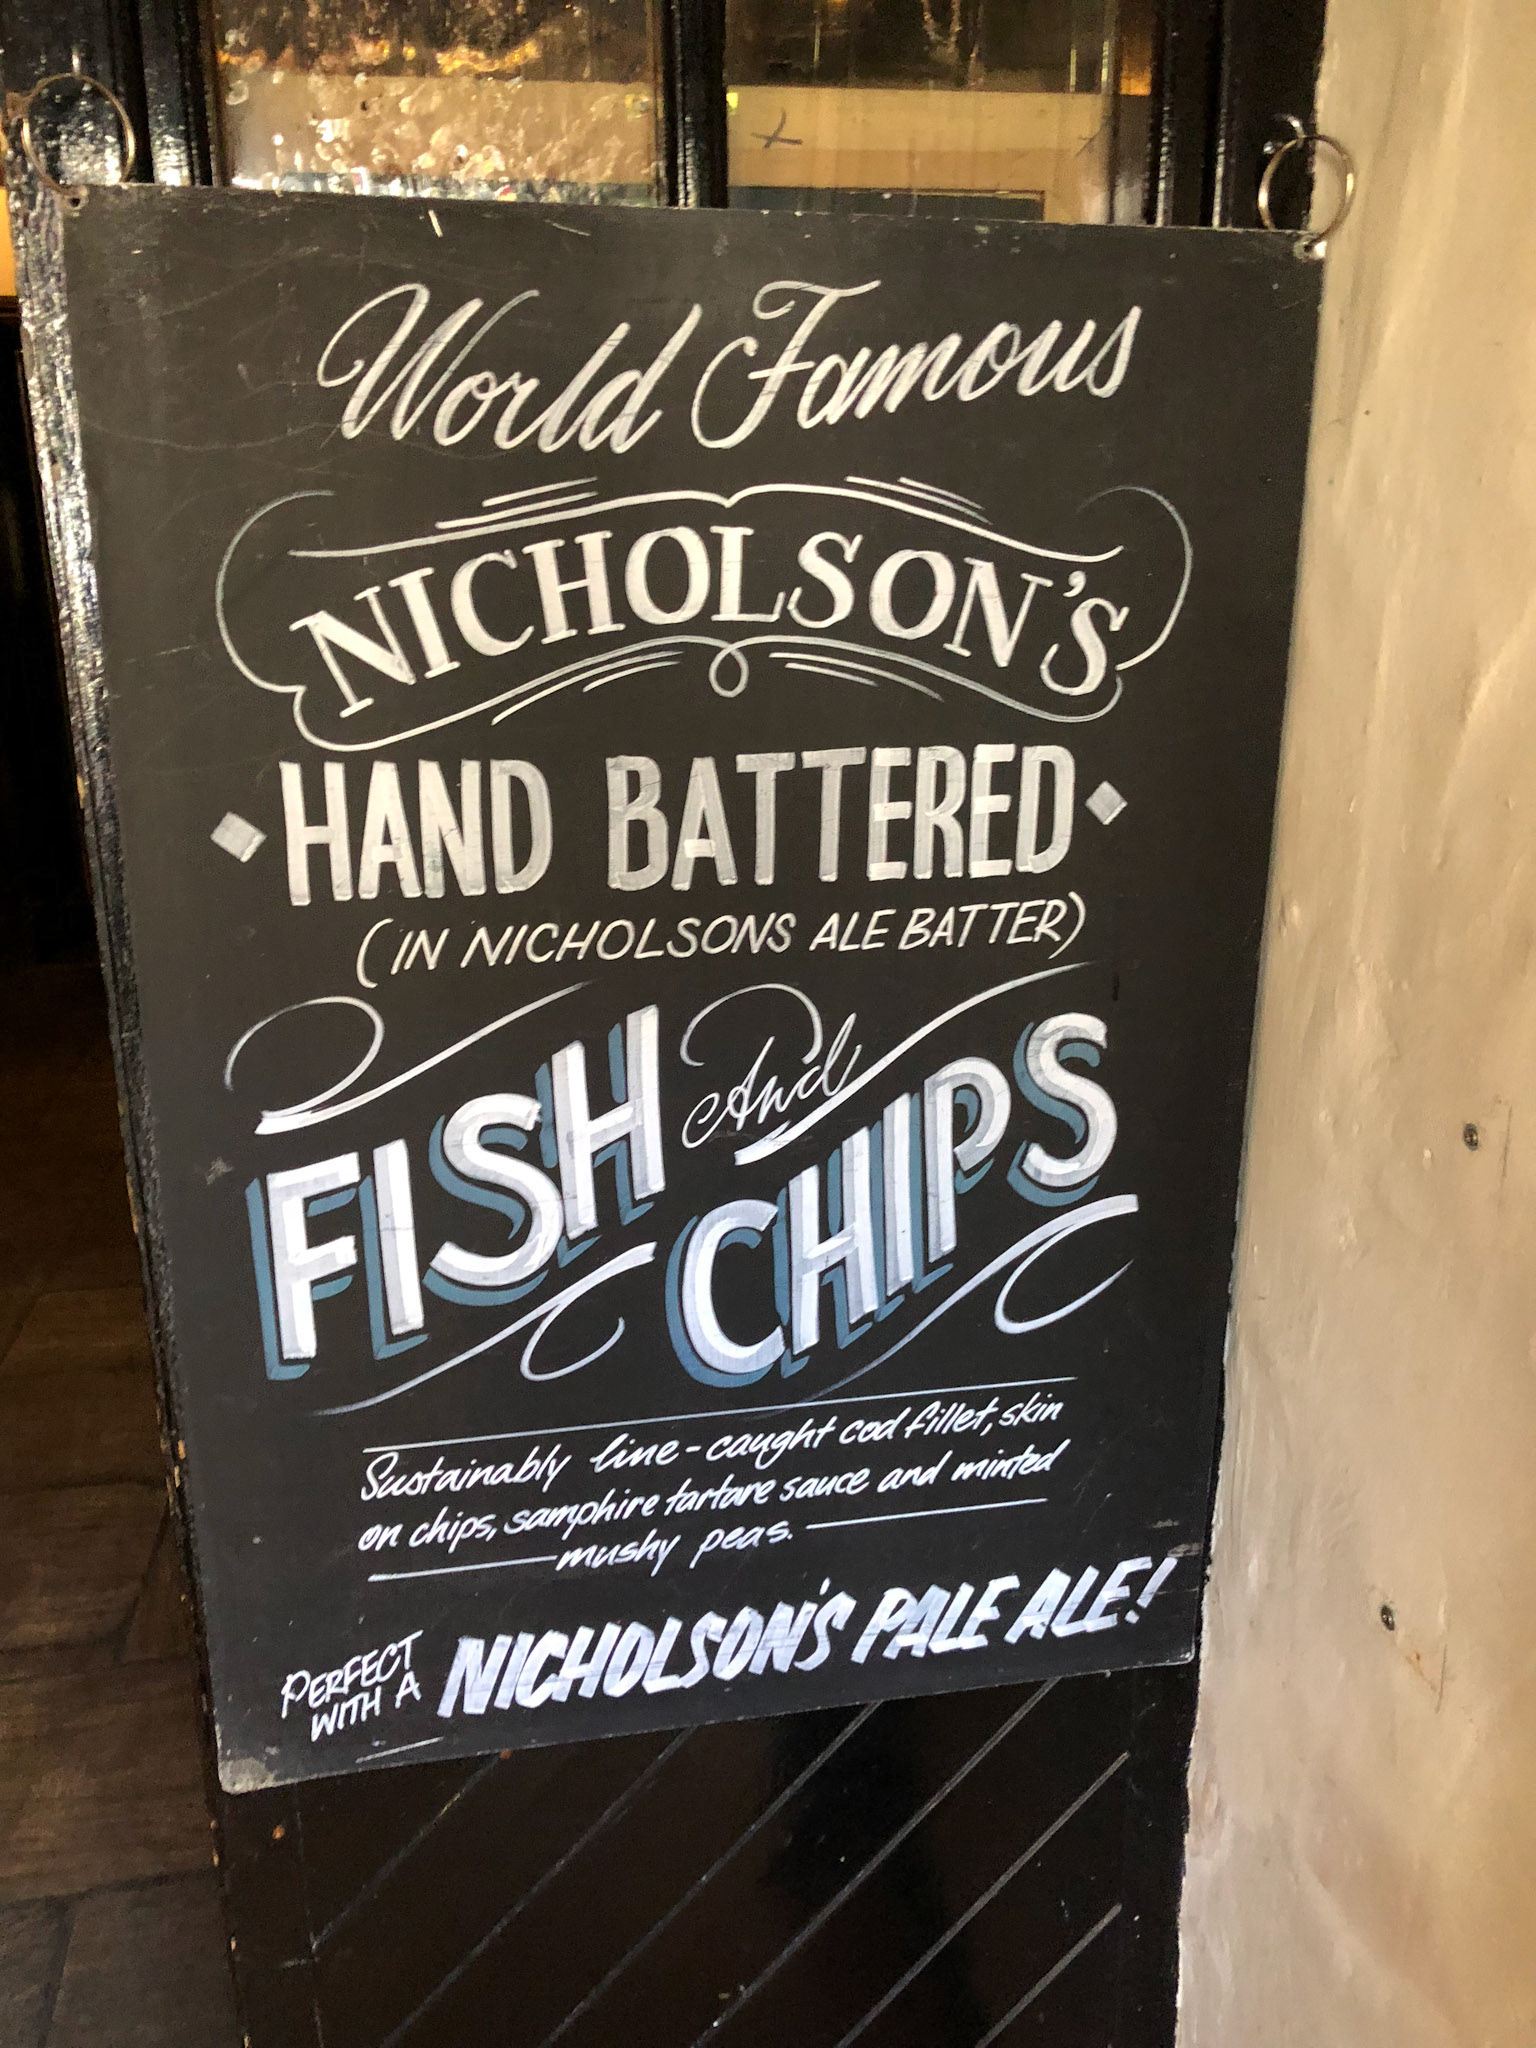 World Famous
NICHOLSON'S
HAND BATTERED
(IN NICHOLSONS ALE BATTER)
FISH And CHIPS
Sustainably line-caught cod fillet, skin
on chips, samphire tartare sauce and minted
mushy peas.
PERFECT
WITH A
NICHOLSON'S PALE ALE!